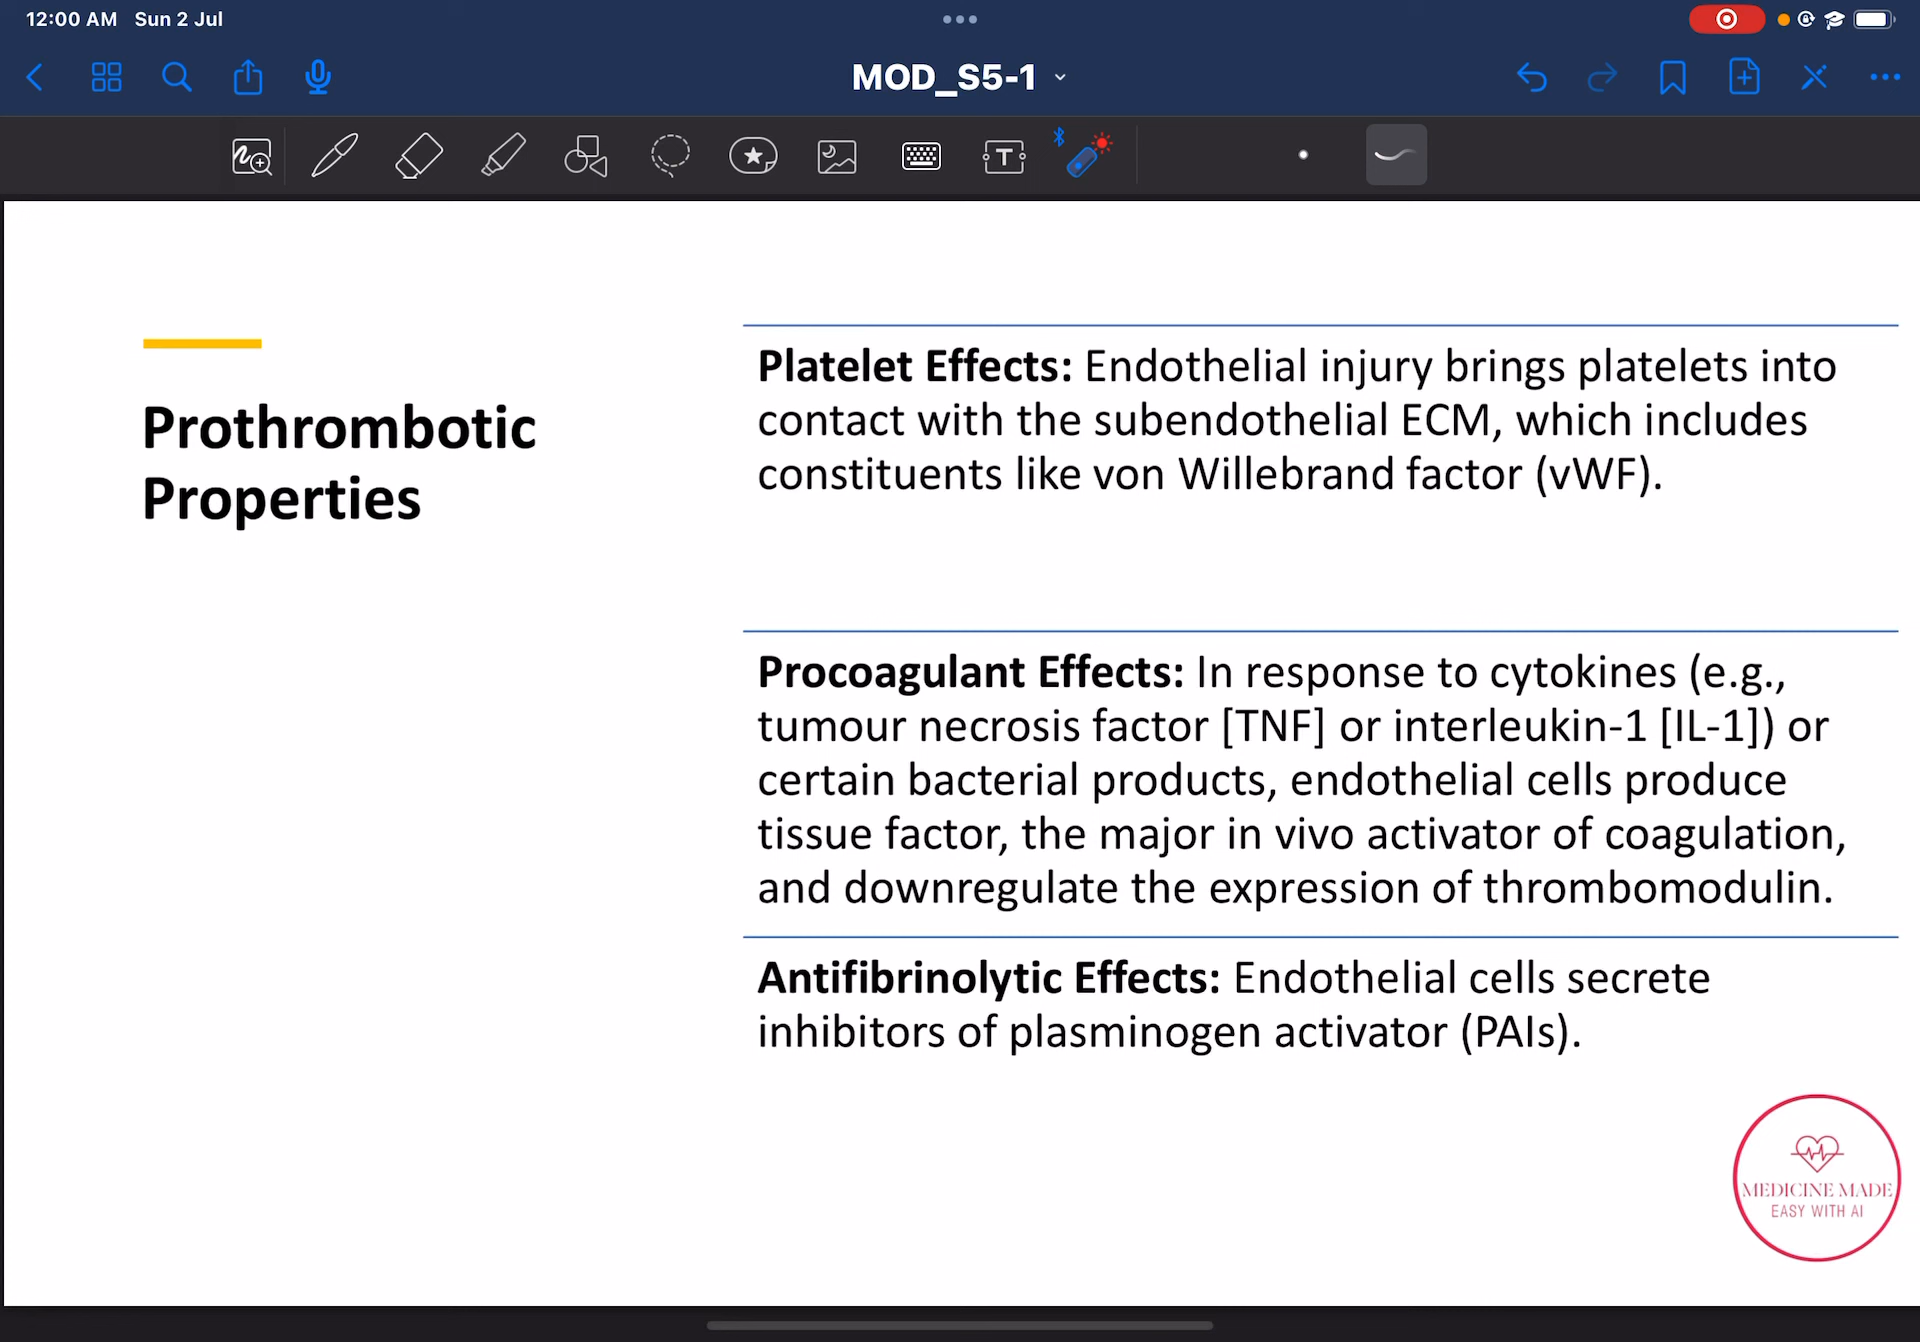 12:00 AM Sun 2 Jul
MOD_S5-1
T
Prothrombotic
Properties
Platelet Effects: Endothelial injury brings platelets into
contact with the subendothelial ECM, which includes
constituents like von Willebrand factor (vWF).
Procoagulant Effects: In response to cytokines (e.g.,
tumour necrosis factor [TNF] or interleukin-1 [IL-1]) or
certain bacterial products, endothelial cells produce
tissue factor, the major in vivo activator of coagulation,
and downregulate the expression of thrombomodulin.
Antifibrinolytic Effects: Endothelial cells secrete
inhibitors of plasminogen activator (PAIs).
MEDICINE MADE
EASY WITH AI